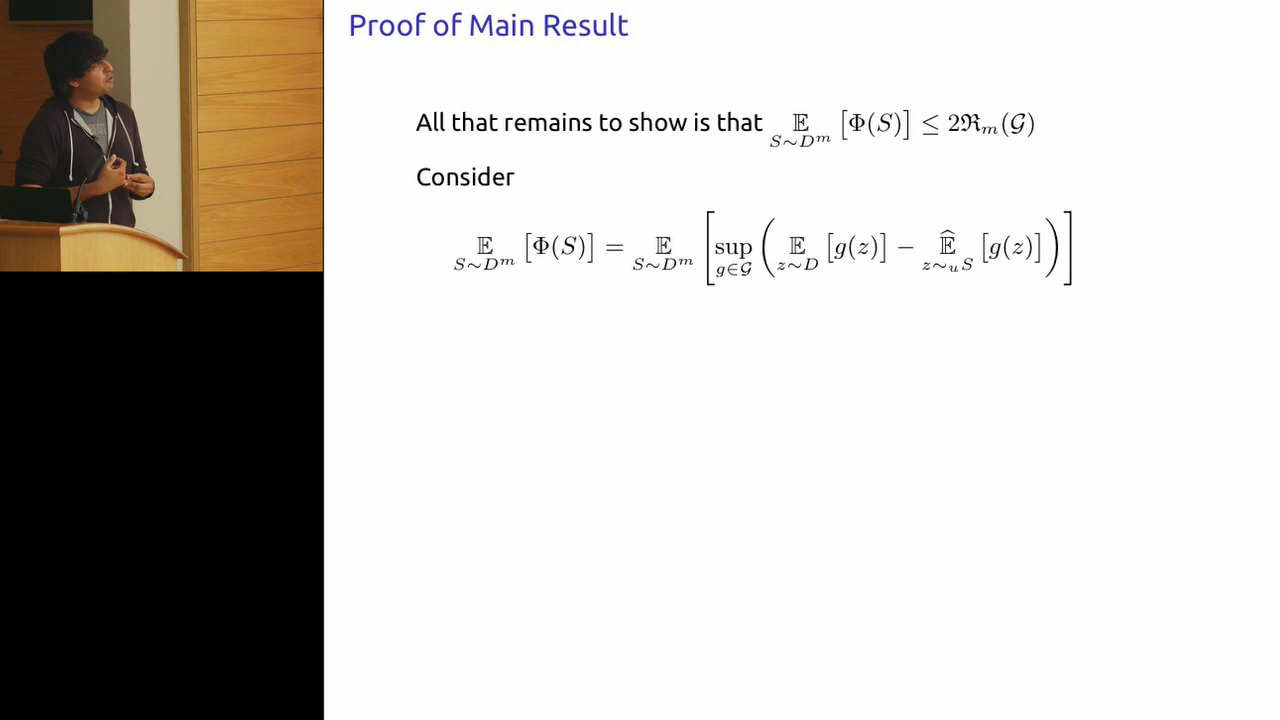 Proof of Main Result
All that remains to show is that 𝔼_{S∼D^m} [Φ(S)] ≤ 2ℜ_m(𝒢)
Consider
𝔼_{S∼D^m} [Φ(S)] = 𝔼_{S∼D^m} [ sup_{g∈𝒢} ( 𝔼_{z∼D} [g(z)] − 𝔼̂_{z∼_u S} [g(z)] ) ]